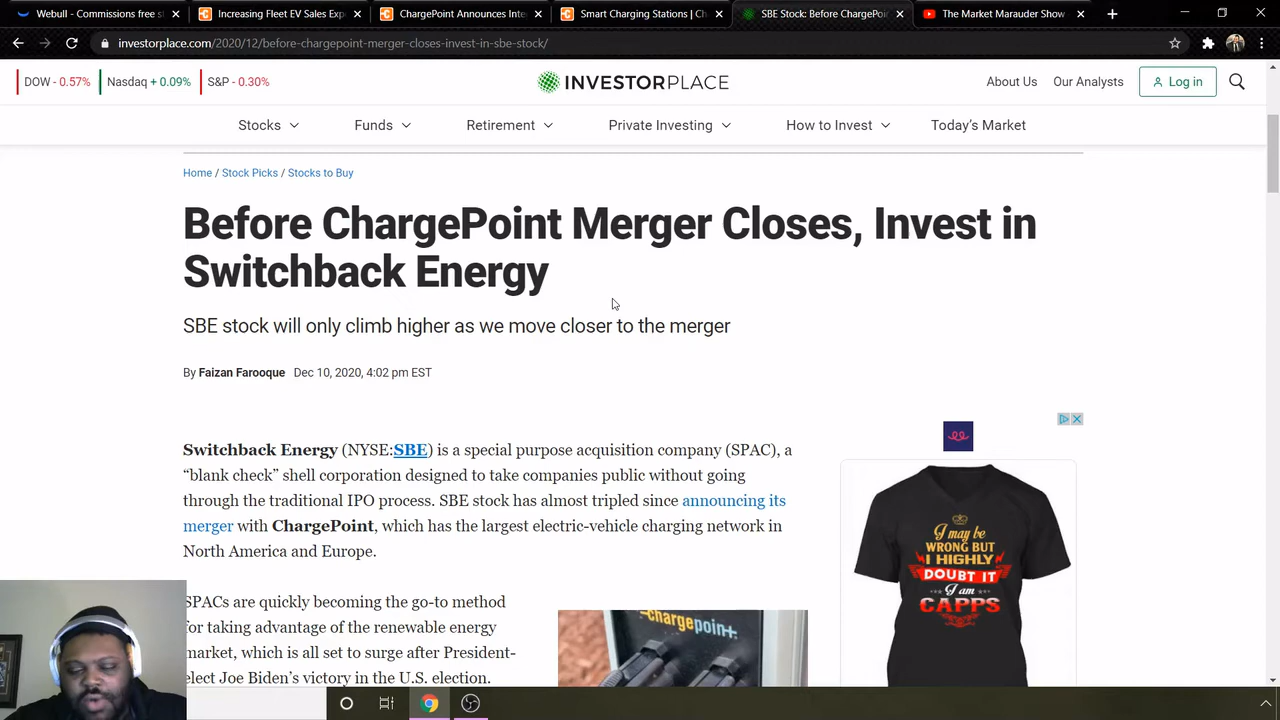 Webull - Commissions free s
Increasing Fleet EV Sales Exp
ChargePoint Announces Inte
Smart Charging Stations | Ch
SBE Stock: Before ChargePoin
The Market Marauder Show
investorplace.com/2020/12/before-chargepoint-merger-closes-invest-in-sbe-stock/
DOW - 0.57% Nasdaq + 0.09% S&P - 0.30%
INVESTORPLACE
About Us Our Analysts Log in
Stocks Funds Retirement Private Investing How to Invest Today's Market
Home / Stock Picks / Stocks to Buy
Before ChargePoint Merger Closes, Invest in
Switchback Energy
SBE stock will only climb higher as we move closer to the merger
By Faizan Farooque Dec 10, 2020, 4:02 pm EST
Switchback Energy (NYSE:SBE) is a special purpose acquisition company (SPAC), a
“blank check” shell corporation designed to take companies public without going
through the traditional IPO process. SBE stock has almost tripled since announcing its
merger with ChargePoint, which has the largest electric-vehicle charging network in
North America and Europe.
SPACs are quickly becoming the go-to method
for taking advantage of the renewable energy
market, which is all set to surge after President-
elect Joe Biden's victory in the U.S. election.
-chargepoin+
I may be
WRONG BUT
I HIGHLY
DOUBT IT
I am
CAPPS